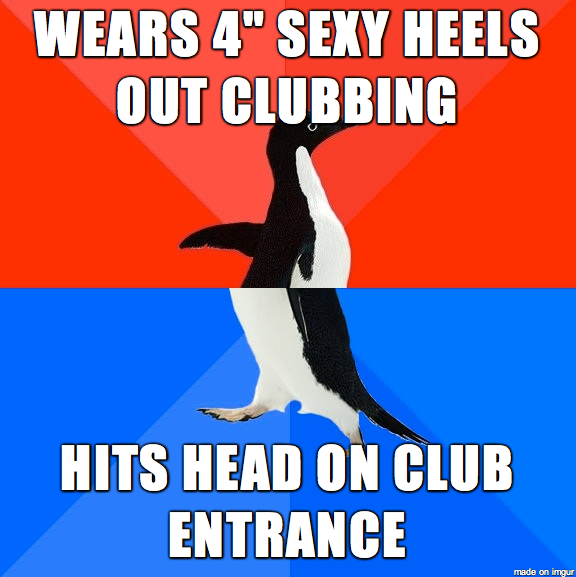 WEARS 4" SEXY HEELS
OUT CLUBBING
HITS HEAD ON CLUB
ENTRANCE
made on imgur